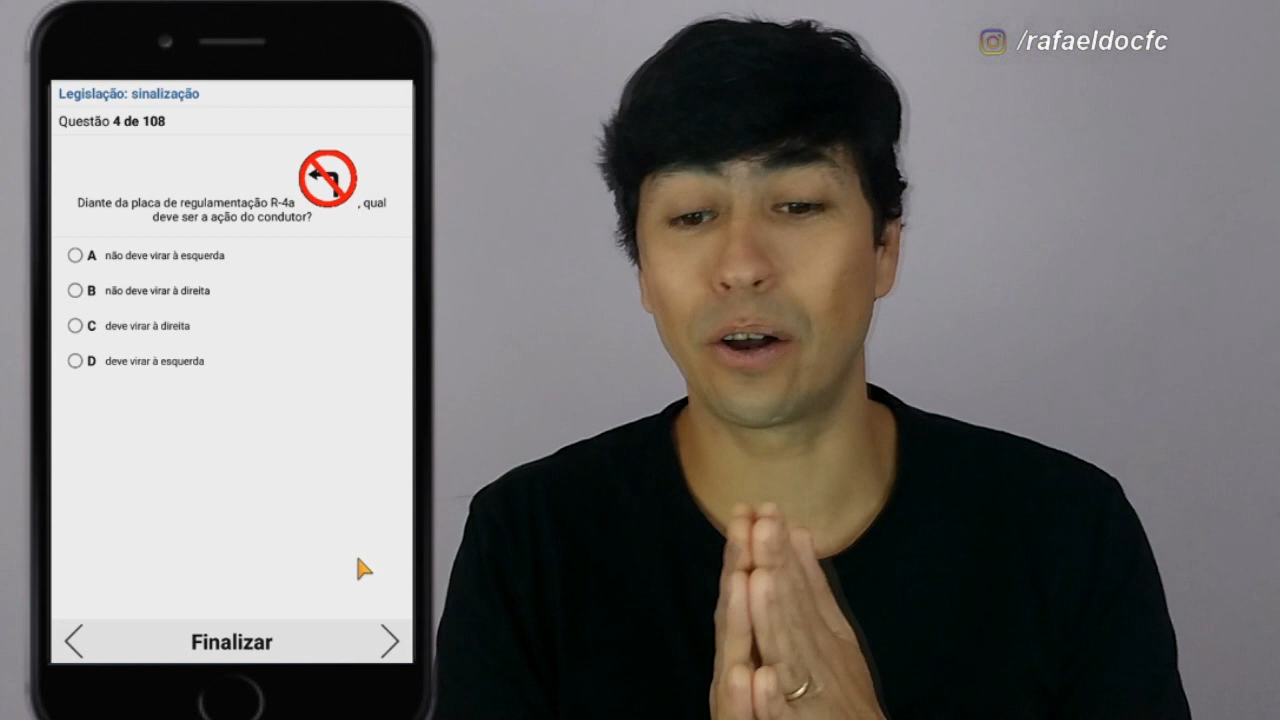 /rafaeldocfc
Legislação: sinalização
Questão 4 de 108
Diante da placa de regulamentação R-4a , qual
deve ser a ação do condutor?
A não deve virar à esquerda
B não deve virar à direita
C deve virar à direita
D deve virar à esquerda
Finalizar